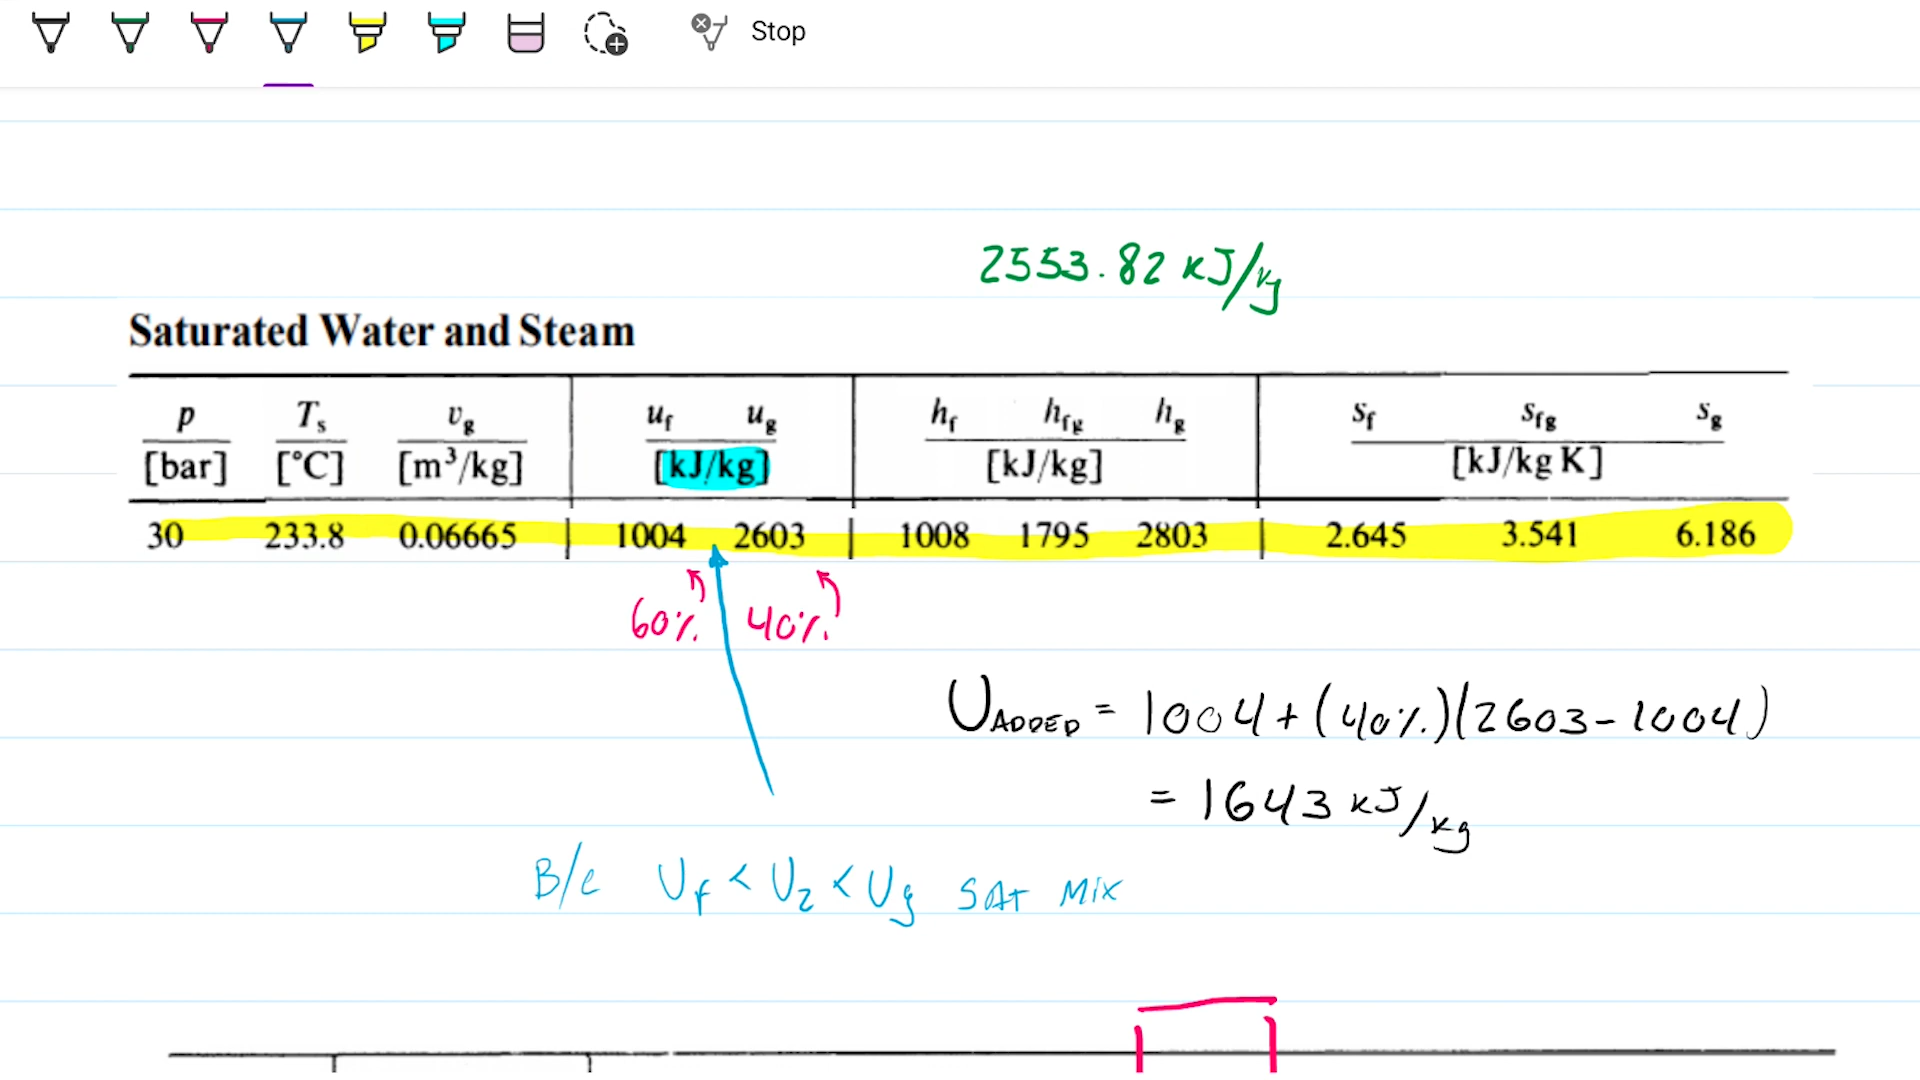 Stop
2553.82 kJ/kg
Saturated Water and Steam
p Ts vg uf ug hf hfg hg sf sfg sg
[bar] [°C] [m³/kg] [kJ/kg] [kJ/kg] [kJ/kg K]
30 233.8 0.06665 1004 2603 1008 1795 2803 2.645 3.541 6.186
60% 40%
UADDED = 1004 + (40%)(2603 - 1004)
= 1643 kJ/kg
B/c Uf < U2 < Ug SAT MIX